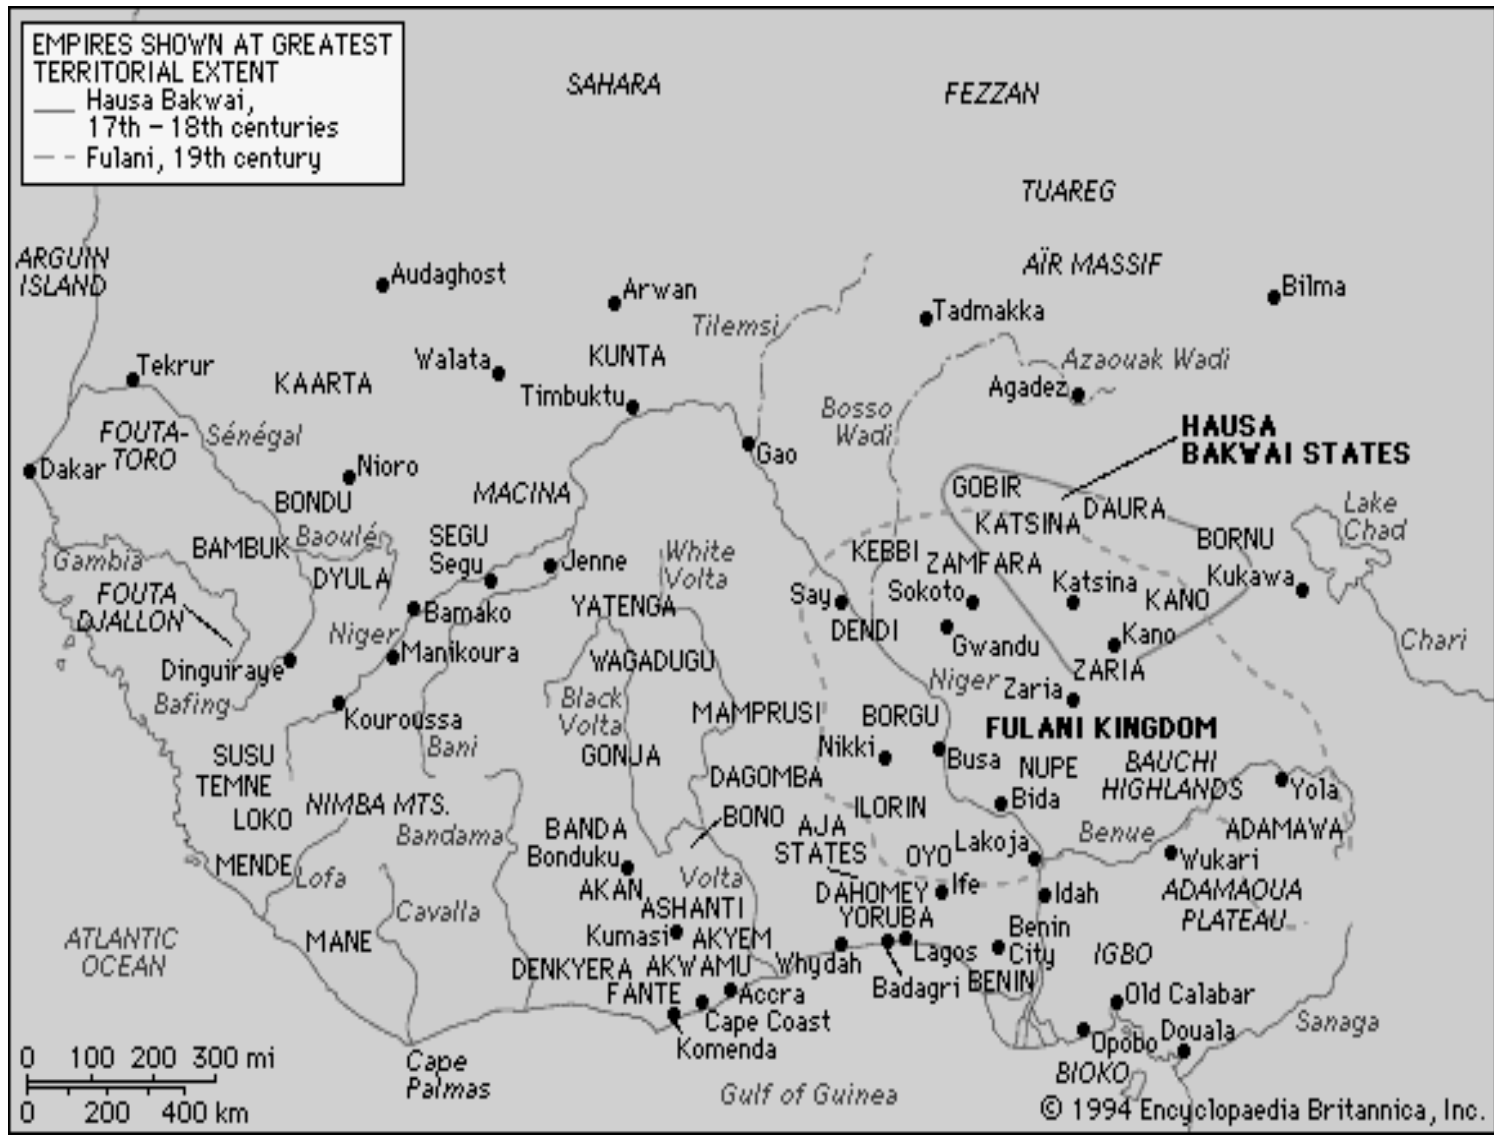 EMPIRES SHOWN AT GREATEST
TERRITORIAL EXTENT
Hausa Bakwai,
17th – 18th centuries
Fulani, 19th century
SAHARA
FEZZAN
TUAREG
ARGUIN
ISLAND
AÏR MASSIF
Audaghost
Arwan
Bilma
Tadmakka
Tilemsi
Tekrur
Walata
KUNTA
Azaouak Wadi
KAARTA
Timbuktu
Agadez
Bosso
Wadi
FOUTA-
TORO
Sénégal
HAUSA
BAKWAI STATES
Dakar
Nioro
Gao
MACINA
GOBIR
BONDU
KATSINA
DAURA
Lake
Chad
Gambia
BAMBUK
Baoulé
SEGU
Segu
Jenne
White
Volta
KEBBI
ZAMFARA
BORNU
DYULA
Katsina
Kukawa
FOUTA
DJALLON
Bamako
YATENGA
Say
Sokoto
KANO
Niger
Manikoura
DENDI
Gwandu
Kano
Chari
Dinguiraye
WAGADUGU
Niger
ZARIA
Zaria
Bafing
Kouroussa
Black
Volta
MAMPRUSI
BORGU
FULANI KINGDOM
Bani
SUSU
GONJA
Nikki
Busa
NUPE
BAUCHI
HIGHLANDS
TEMNE
DAGOMBA
Bida
Yola
NIMBA MTS.
LOKO
Bandama
BANDA
BONO
ILORIN
AJA
STATES
Benue
ADAMAWA
Bonduku
OYO
Lakoja
Wukari
MENDE
Lofa
AKAN
Volta
DAHOMEY
Ife
Idah
ADAMAOUA
PLATEAU
Cavalla
ASHANTI
YORUBA
ATLANTIC
OCEAN
MANE
Kumasi
AKYEM
Benin
City
DENKYERA
AKWAMU
Whydah
Lagos
IGBO
Badagri
BENIN
FANTE
Accra
Old Calabar
Cape Coast
Sanaga
Komenda
Opobo
Douala
0 100 200 300 mi
Cape
Palmas
BIOKO
0 200 400 km
Gulf of Guinea
© 1994 Encyclopaedia Britannica, Inc.